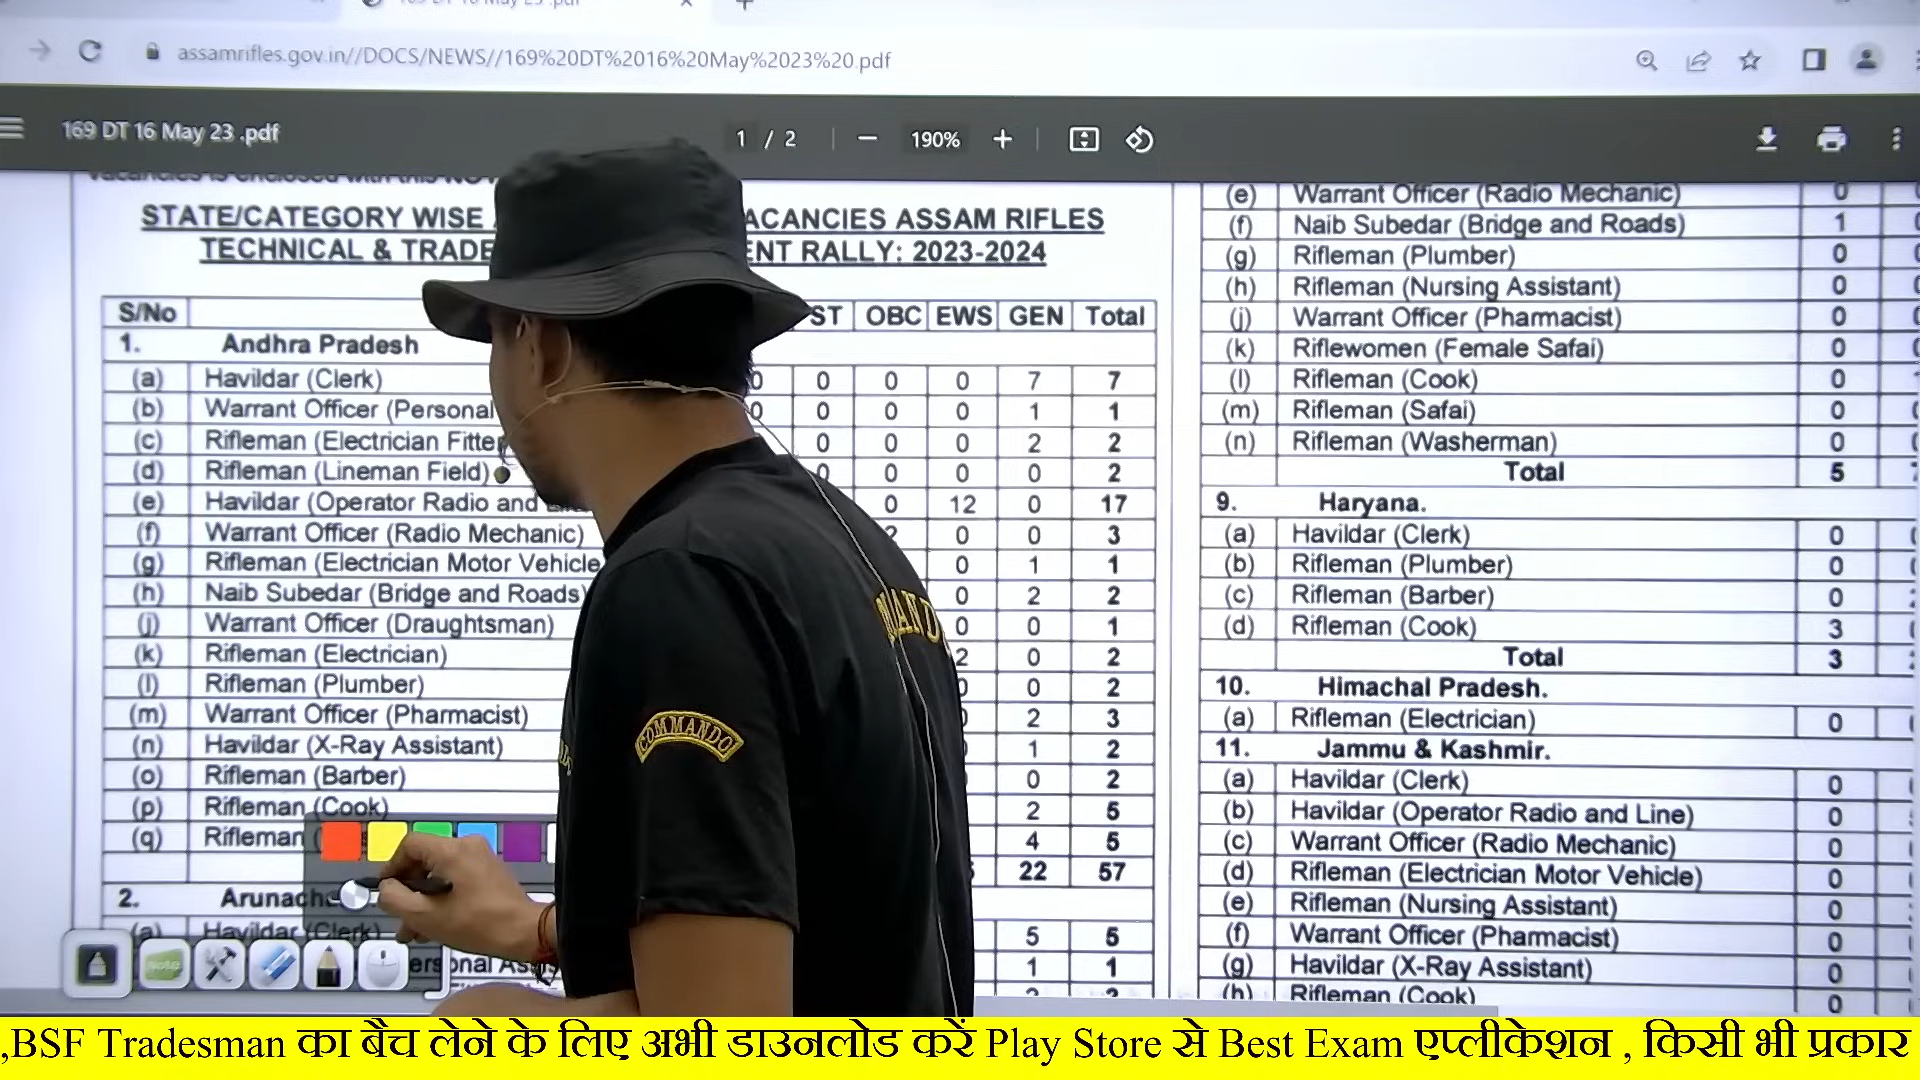 169 DT 16 May 23 .pdf
assamrifles.gov.in//DOCS/NEWS//169%20DT%2016%20May%2023%20.pdf
169 DT 16 May 23 .pdf
1 / 2
190%
STATE/CATEGORY WISE ACANCIES ASSAM RIFLES
TECHNICAL & TRADE ENT RALLY: 2023-2024
S/No ST OBC EWS GEN Total
1. Andhra Pradesh
(a) Havildar (Clerk) 0 0 0 0 7 7
(b) Warrant Officer (Personal 0 0 0 0 1 1
(c) Rifleman (Electrician Fitter 0 0 0 2 2
(d) Rifleman (Lineman Field) 0 0 0 0 2
(e) Havildar (Operator Radio and 0 12 0 17
(f) Warrant Officer (Radio Mechanic) 0 0 3
(g) Rifleman (Electrician Motor Vehicle 0 1 1
(h) Naib Subedar (Bridge and Roads) 0 2 2
(j) Warrant Officer (Draughtsman) 0 0 1
(k) Rifleman (Electrician) 2 0 2
(l) Rifleman (Plumber) 0 0 2
(m) Warrant Officer (Pharmacist) 2 3
(n) Havildar (X-Ray Assistant) 1 2
(o) Rifleman (Barber) 0 2
(p) Rifleman (Cook) 2 5
(q) Rifleman 4 5
22 57
2.
(a) Havildar (Clerk) 5 5
1 1
(e) Warrant Officer (Radio Mechanic) 0
(f) Naib Subedar (Bridge and Roads) 1
(g) Rifleman (Plumber) 0
(h) Rifleman (Nursing Assistant) 0
(j) Warrant Officer (Pharmacist) 0
(k) Riflewomen (Female Safai) 0
(l) Rifleman (Cook) 0
(m) Rifleman (Safai) 0
(n) Rifleman (Washerman) 0
Total 5
9. Haryana.
(a) Havildar (Clerk) 0
(b) Rifleman (Plumber) 0
(c) Rifleman (Barber) 0
(d) Rifleman (Cook) 3
Total 3
10. Himachal Pradesh.
(a) Rifleman (Electrician) 0
11. Jammu & Kashmir.
(a) Havildar (Clerk) 0
(b) Havildar (Operator Radio and Line) 0
(c) Warrant Officer (Radio Mechanic) 0
(d) Rifleman (Electrician Motor Vehicle) 0
(e) Rifleman (Nursing Assistant) 0
(f) Warrant Officer (Pharmacist) 0
(g) Havildar (X-Ray Assistant) 0
(h) Rifleman (Cook) 0
COMMANDO
,BSF Tradesman का बैच लेने के लिए अभी डाउनलोड करें Play Store से Best Exam एप्लीकेशन , किसी भी प्रकार